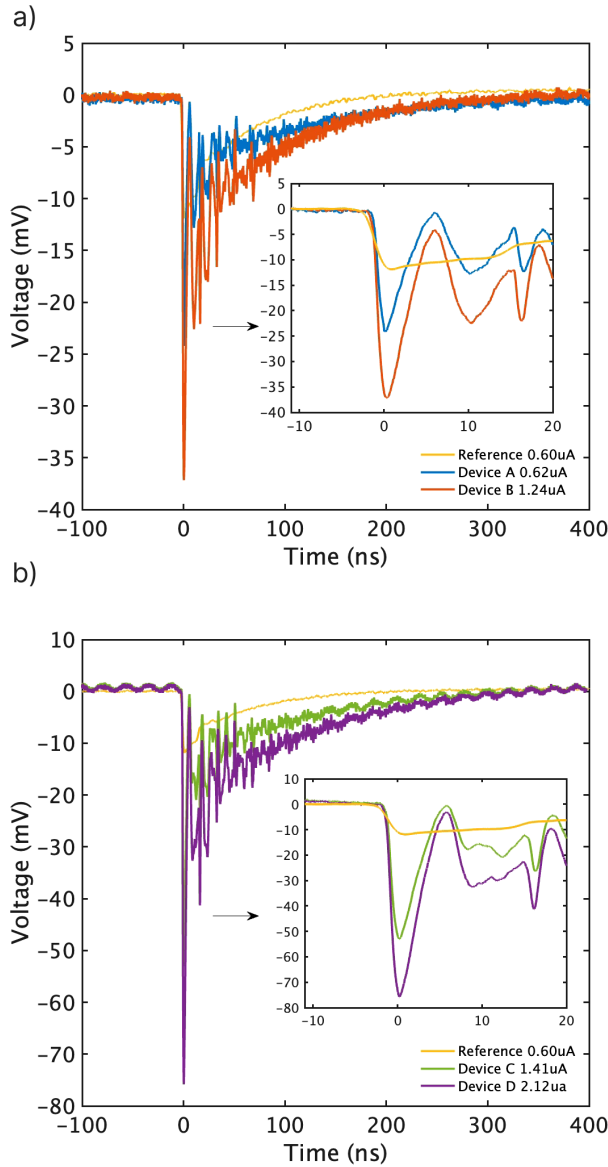 a)
5
0
−5
−10
−15
−20
−25
−30
−35
−40
Voltage (mV)
5
0
−5
−10
−15
−20
−25
−30
−35
−40
−10 0 10 20
Reference 0.60uA
Device A 0.62uA
Device B 1.24uA
−100 0 100 200 300 400
Time (ns)
b)
10
0
−10
−20
−30
−40
−50
−60
−70
−80
Voltage (mV)
10
0
−10
−20
−30
−40
−50
−60
−70
−80
−10 0 10 20
Reference 0.60uA
Device C 1.41uA
Device D 2.12ua
−100 0 100 200 300 400
Time (ns)